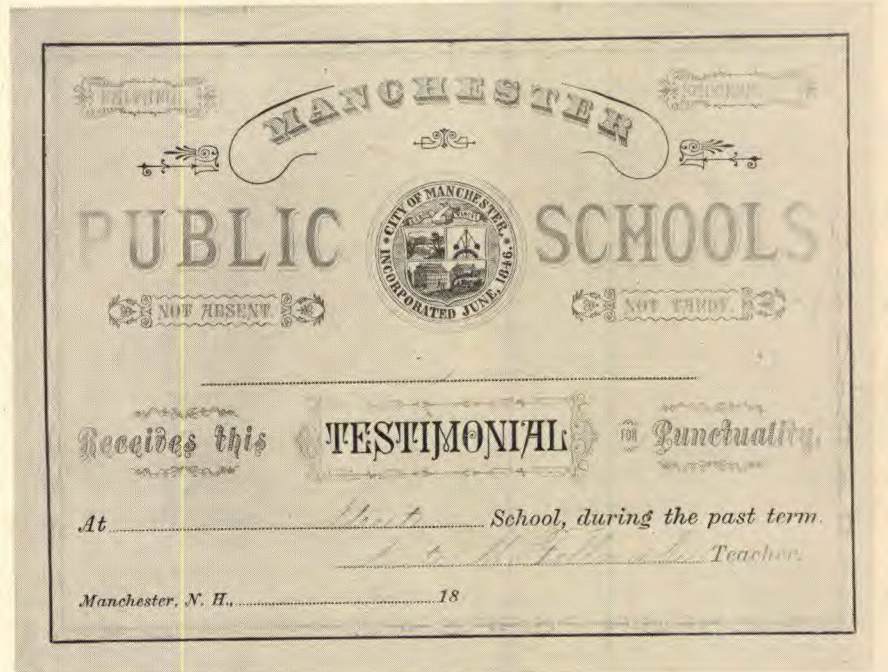 MANCHESTER
PUBLIC SCHOOLS
CITY OF MANCHESTER. INCORPORATED JUNE, 1846.
NOT ABSENT. NOT TARDY.
Receives this TESTIMONIAL FOR Punctuality,
At School, during the past term.
Teacher.
Manchester, N. H., 18